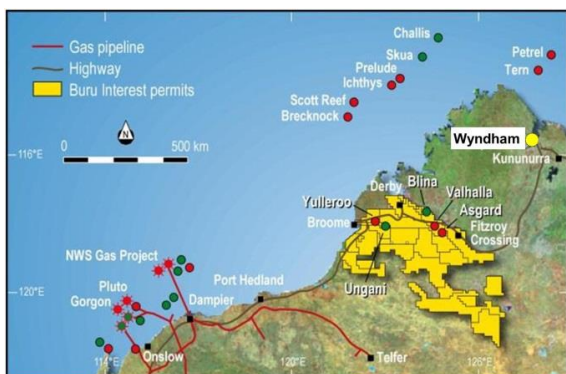 Gas pipeline
Highway
Buru Interest permits
N
0 500 km
Challis
Skua
Prelude
Ichthys
Scott Reef
Brecknock
Petrel
Tern
Wyndham
Kununurra
116°E
Blina
Derby
Valhalla
Yulleroo
Asgard
Broome
Fitzroy
Crossing
Ungani
NWS Gas Project
Pluto
Gorgon
Port Hedland
Dampier
120°E
Onslow
Telfer
114°E
120°E
126°E